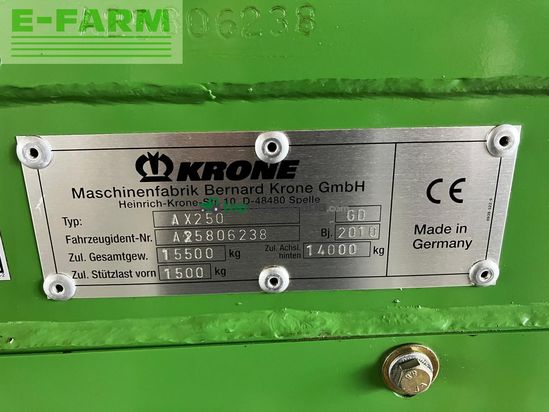 E-FARM
806238
KRONE
Maschinenfabrik Bernard Krone GmbH
Heinrich-Krone-Str. 10, D-48480 Spelle
Typ: AX250 GD
Fahrzeugident-Nr. A25806238 Bj. 2010
Zul. Gesamtgew. 15500 kg Zul. Achsl. hinten 14000 kg
Zul. Stützlast vorn 1500 kg
CE
Made in
Germany